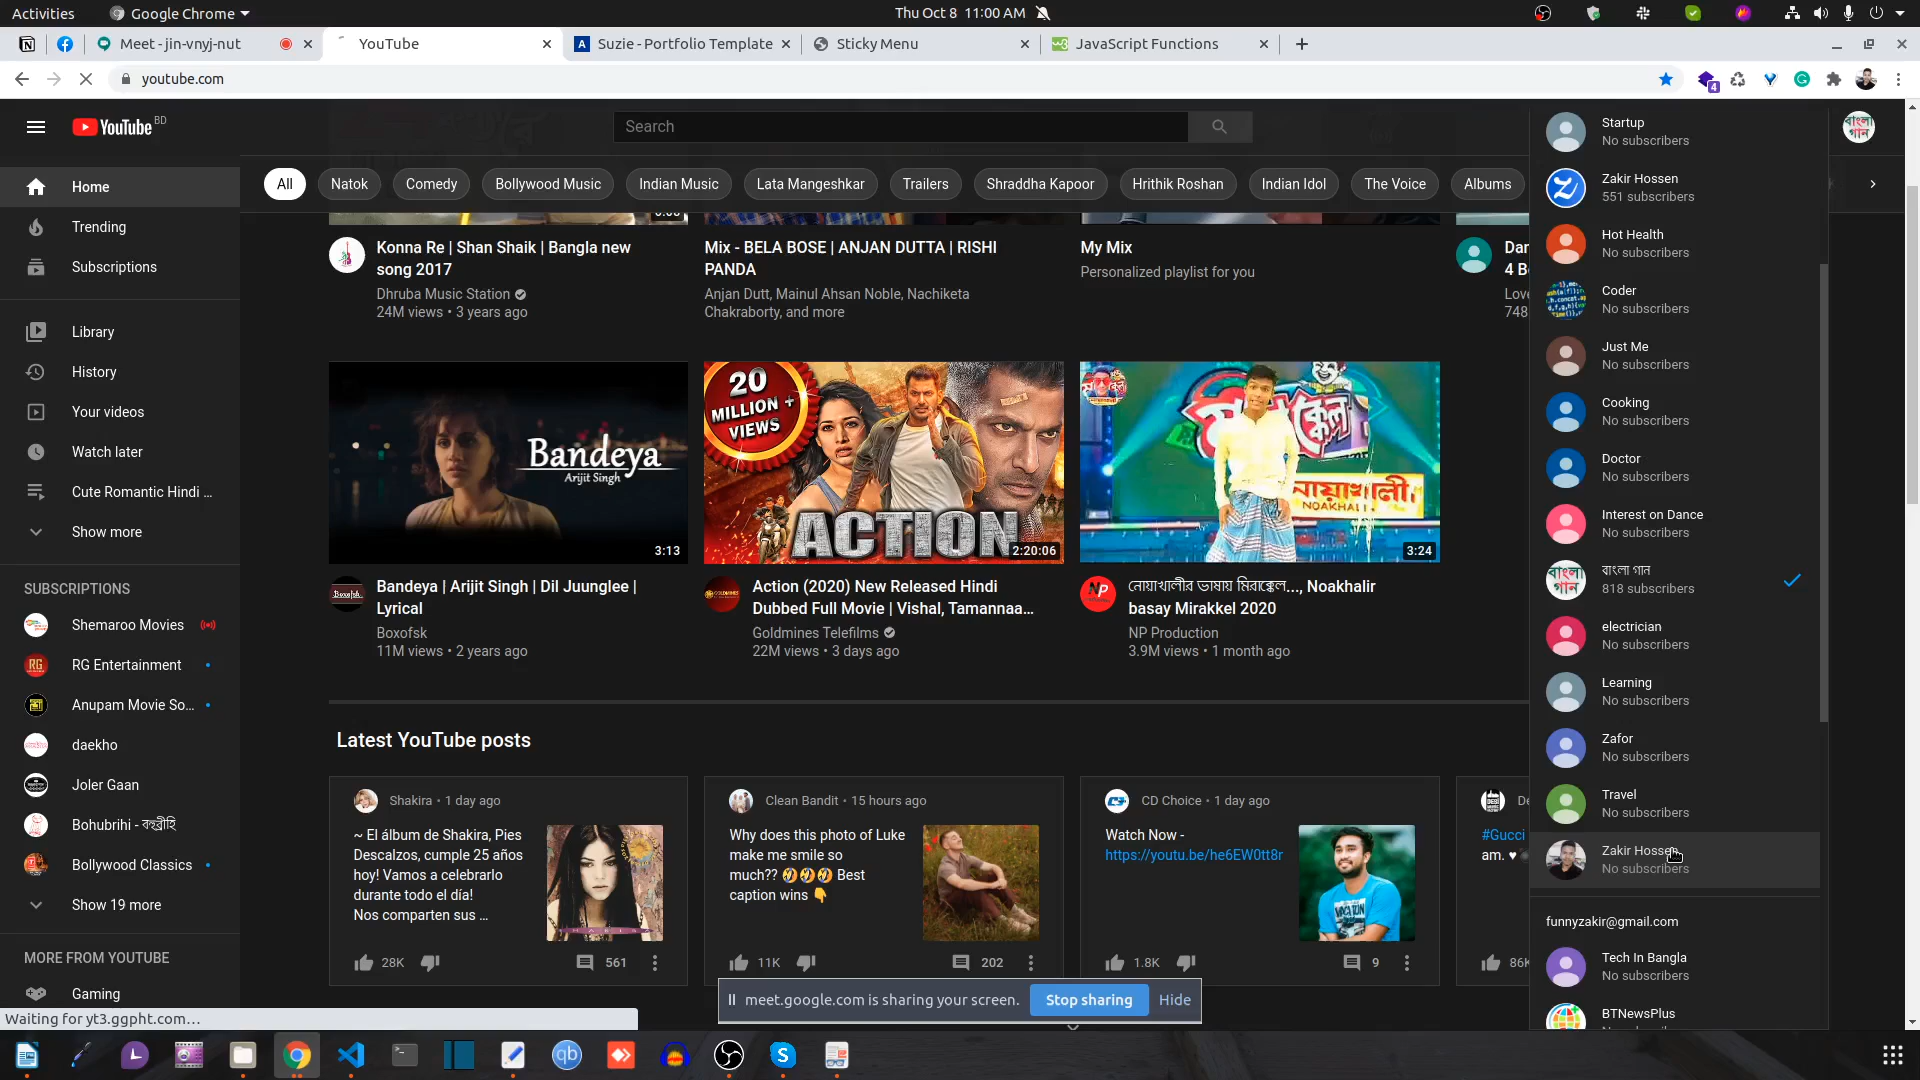 Activities
Google Chrome
Thu Oct 8 11:00 AM
Meet - jin-vnyj-nut
YouTube
Suzie - Portfolio Template
Sticky Menu
JavaScript Functions
youtube.com
4
YouTube BD
Search
Home
Trending
Subscriptions
Library
History
Your videos
Watch later
Cute Romantic Hindi ...
Show more
SUBSCRIPTIONS
Shemaroo Movies
RG Entertainment
Anupam Movie So...
daekho
Joler Gaan
Bohubrihi - বহুব্রীহি
Bollywood Classics
Show 19 more
MORE FROM YOUTUBE
Gaming
Waiting for yt3.ggpht.com...
All
Natok
Comedy
Bollywood Music
Indian Music
Lata Mangeshkar
Trailers
Shraddha Kapoor
Hrithik Roshan
Indian Idol
The Voice
Albums
Konna Re | Shan Shaik | Bangla new
song 2017
Dhruba Music Station
24M views • 3 years ago
Mix - BELA BOSE | ANJAN DUTTA | RISHI
PANDA
Anjan Dutt, Mainul Ahsan Noble, Nachiketa
Chakraborty, and more
My Mix
Personalized playlist for you
4 B
748
Bandeya
Arijit Singh
3:13
Bandeya | Arijit Singh | Dil Juunglee |
Lyrical
Boxofsk
11M views • 2 years ago
20
MILLION +
VIEWS
ACTION
2:20:06
Action (2020) New Released Hindi
Dubbed Full Movie | Vishal, Tamannaa...
Goldmines Telefilms
22M views • 3 days ago
নোয়াখালী
NOAKHALI
3:24
NP
নোয়াখালীর ভাষায় মিরাক্কেল..., Noakhalir
basay Mirakkel 2020
NP Production
3.9M views • 1 month ago
Latest YouTube posts
Shakira • 1 day ago
~ El álbum de Shakira, Pies
Descalzos, cumple 25 años
hoy! Vamos a celebrarlo
durante todo el día!
Nos comparten sus ...
28K
561
Clean Bandit • 15 hours ago
Why does this photo of Luke
make me smile so
much?? 🤣🤣🤣 Best
caption wins 👇
11K
202
CD Choice • 1 day ago
Watch Now -
https://youtu.be/he6EW0tt8r
1.8K
9
#Gucci
am. ♥
86K
meet.google.com is sharing your screen.
Stop sharing
Hide
বাংলা
গান
Startup
No subscribers
Zakir Hossen
551 subscribers
Hot Health
No subscribers
Coder
No subscribers
Just Me
No subscribers
Cooking
No subscribers
Doctor
No subscribers
Interest on Dance
No subscribers
বাংলা গান
818 subscribers
electrician
No subscribers
Learning
No subscribers
Zafor
No subscribers
Travel
No subscribers
Zakir Hossen
No subscribers
funnyzakir@gmail.com
Tech In Bangla
No subscribers
BTNewsPlus